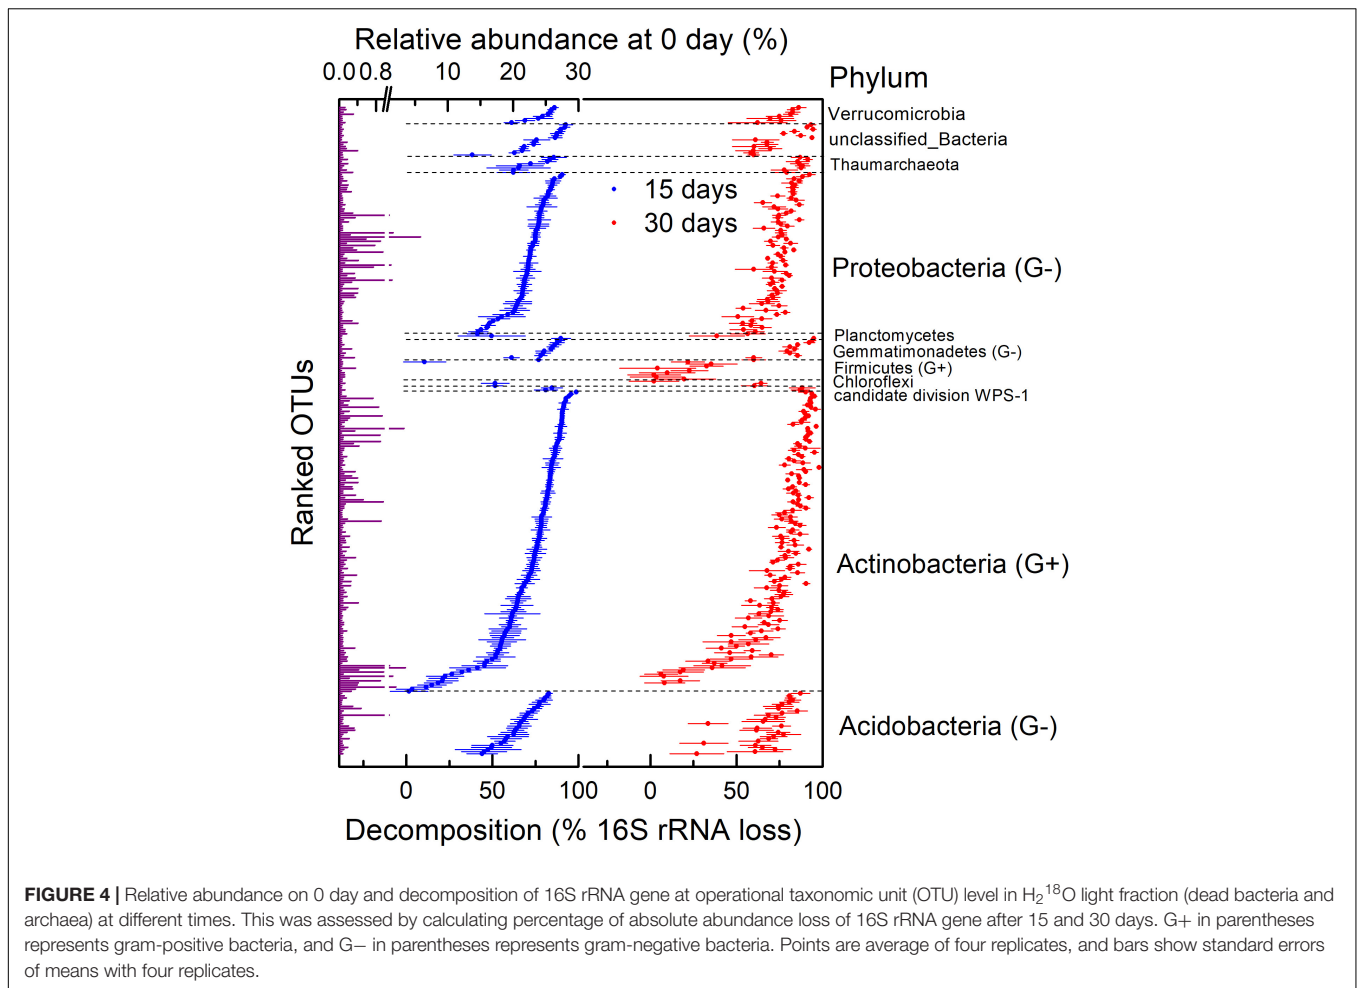 Relative abundance at 0 day (%)
0.0 0.8 10 20 30
Phylum
Verrucomicrobia
unclassified_Bacteria
Thaumarchaeota
15 days
30 days
Proteobacteria (G-)
Planctomycetes
Gemmatimonadetes (G-)
Firmicutes (G+)
Chloroflexi
candidate division WPS-1
Ranked OTUs
Actinobacteria (G+)
Acidobacteria (G-)
0 50 100 0 50 100
Decomposition (% 16S rRNA loss)
FIGURE 4 | Relative abundance on 0 day and decomposition of 16S rRNA gene at operational taxonomic unit (OTU) level in H₂¹⁸O light fraction (dead bacteria and
archaea) at different times. This was assessed by calculating percentage of absolute abundance loss of 16S rRNA gene after 15 and 30 days. G+ in parentheses
represents gram-positive bacteria, and G− in parentheses represents gram-negative bacteria. Points are average of four replicates, and bars show standard errors
of means with four replicates.